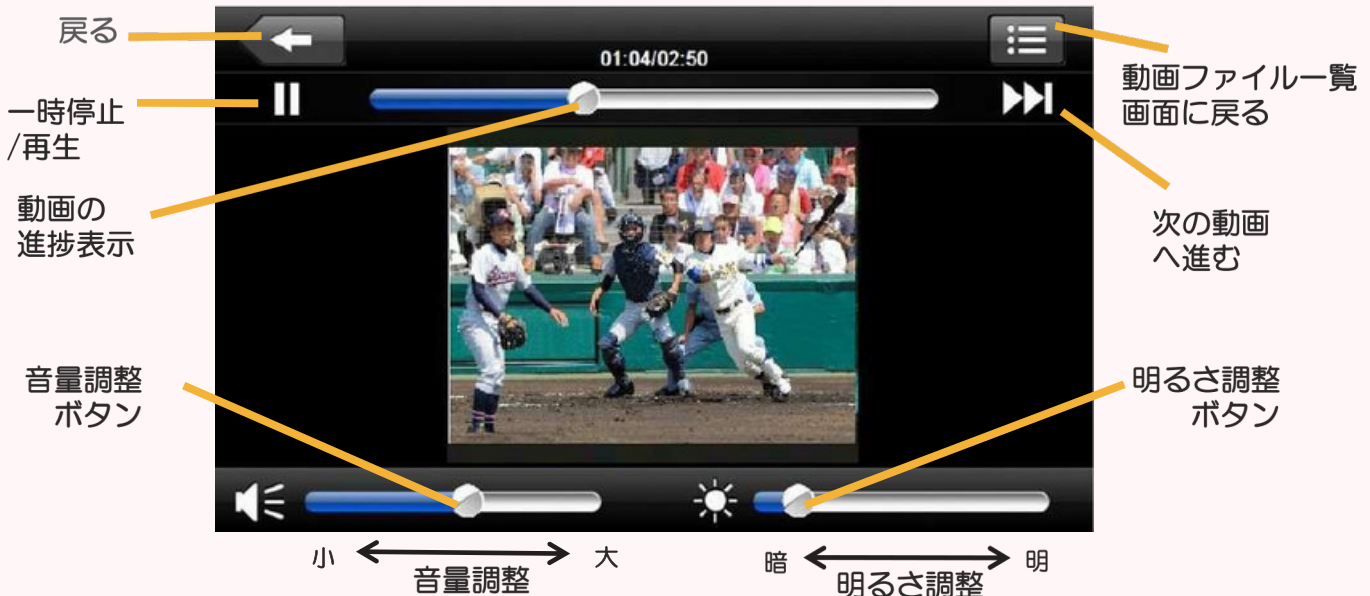 戻る
01:04/02:50
一時停止
/再生
動画ファイル一覧
画面に戻る
動画の
進捗表示
次の動画
へ進む
音量調整
ボタン
明るさ調整
ボタン
小
大
音量調整
暗
明
明るさ調整